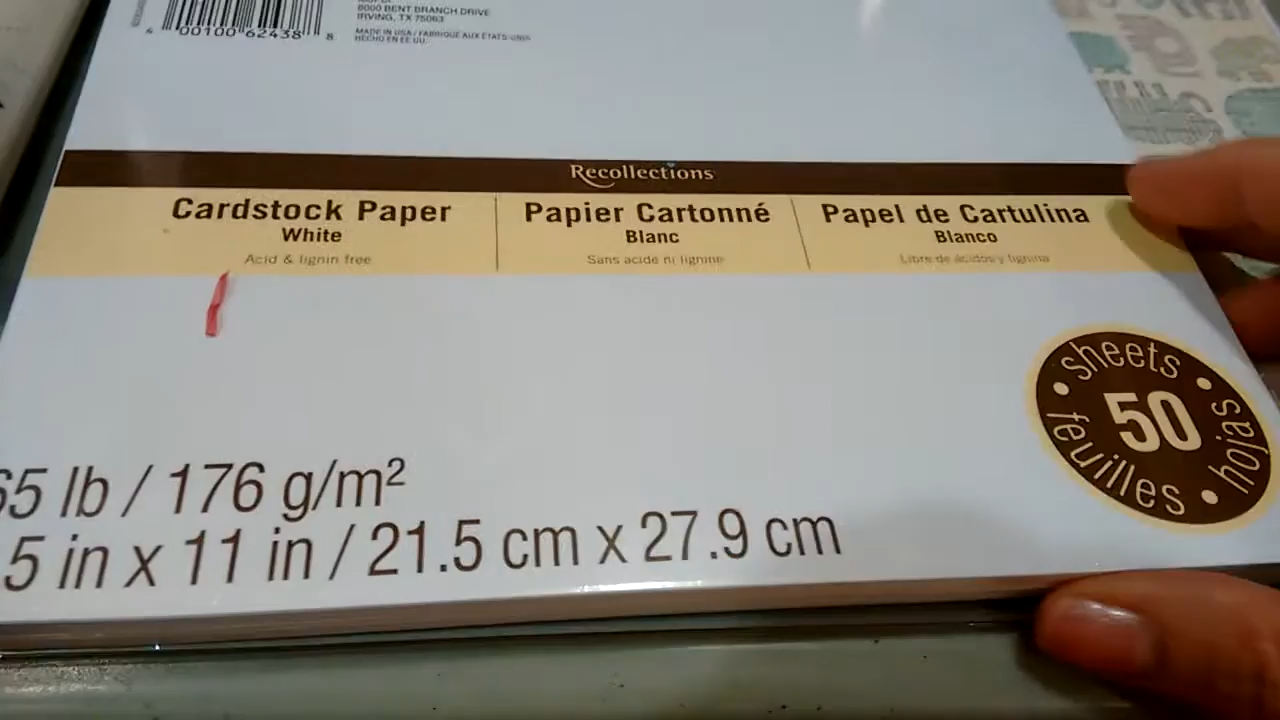 8000 BENT BRANCH DRIVE
IRVING, TX 75063
MADE IN USA / FABRIQUÉ AUX ÉTATS-UNIS
HECHO EN EE.UU.
4 00100 62438 8
Recollections
Cardstock Paper
White
Acid & lignin free
Papier Cartonné
Blanc
Sans acide ni lignine
Papel de Cartulina
Blanco
Libre de ácidos y lignina
sheets
50
feuilles
hojas
65 lb / 176 g/m²
5 in x 11 in / 21.5 cm x 27.9 cm